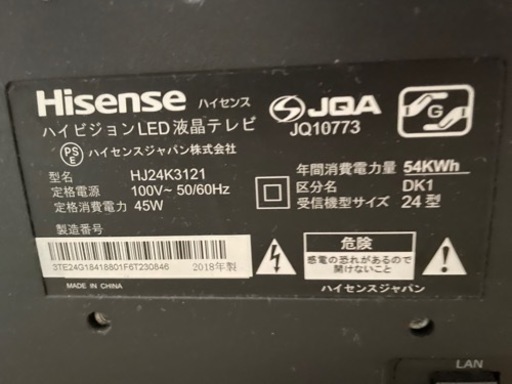 Hisense ハイセンス
JQA
JQ10773
G
ハイビジョンLED液晶テレビ
PS
E
ハイセンスジャパン株式会社
型名 HJ24K3121
定格電源 100V~ 50/60Hz
定格消費電力 45W
年間消費電力量 54KWh
区分名 DK1
受信機型サイズ 24型
製造番号
3TE24G18418801F6T230846 2018年製
MADE IN CHINA
危険
感電の恐れがあるので
開けないこと
ハイセンスジャパン
LAN